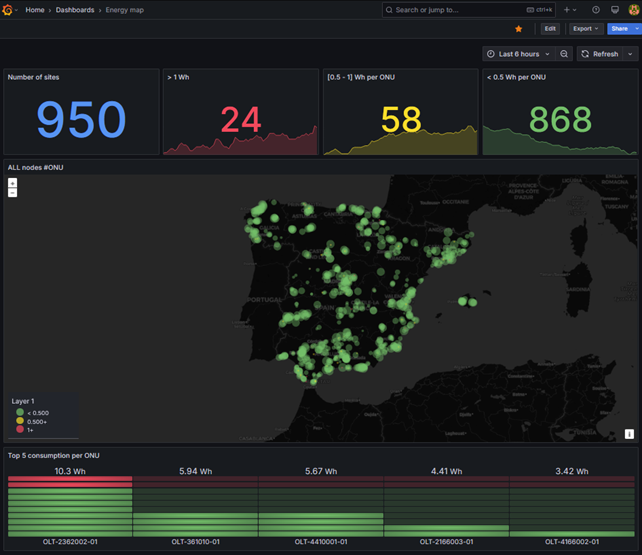 Home › Dashboards › Energy map
Search or jump to...
ctrl+k
Edit
Export
Share
Last 6 hours
Refresh
Number of sites
> 1 Wh
[0.5 - 1] Wh per ONU
< 0.5 Wh per ONU
950
24
58
868
ALL nodes #ONU
+
−
PORTUGAL
Layer 1
< 0.500
0.500+
1+
i
Top 5 consumption per ONU
10.3 Wh
5.94 Wh
5.67 Wh
4.41 Wh
3.42 Wh
OLT-2362002-01
OLT-361010-01
OLT-4410001-01
OLT-2166003-01
OLT-4166002-01